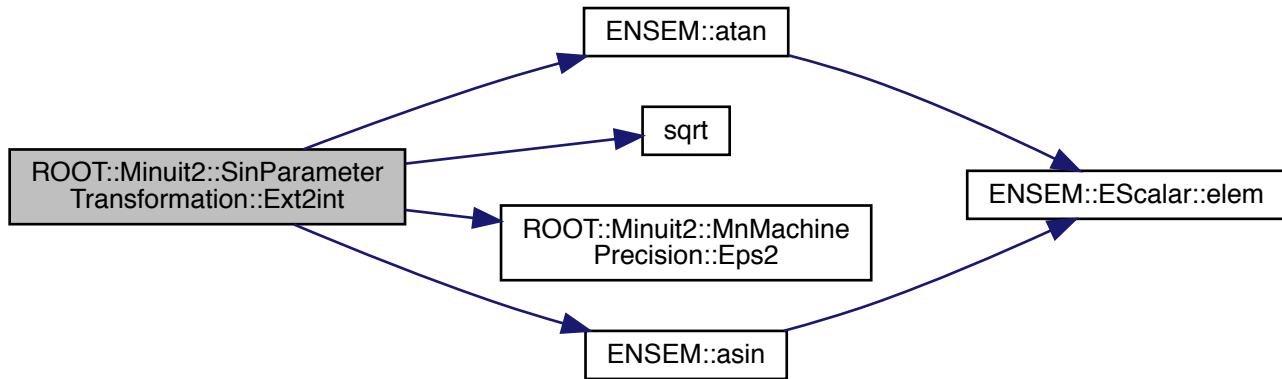 ROOT::Minuit2::SinParameter
Transformation::Ext2int
ENSEM::atan
sqrt
ROOT::Minuit2::MnMachine
Precision::Eps2
ENSEM::asin
ENSEM::EScalar::elem